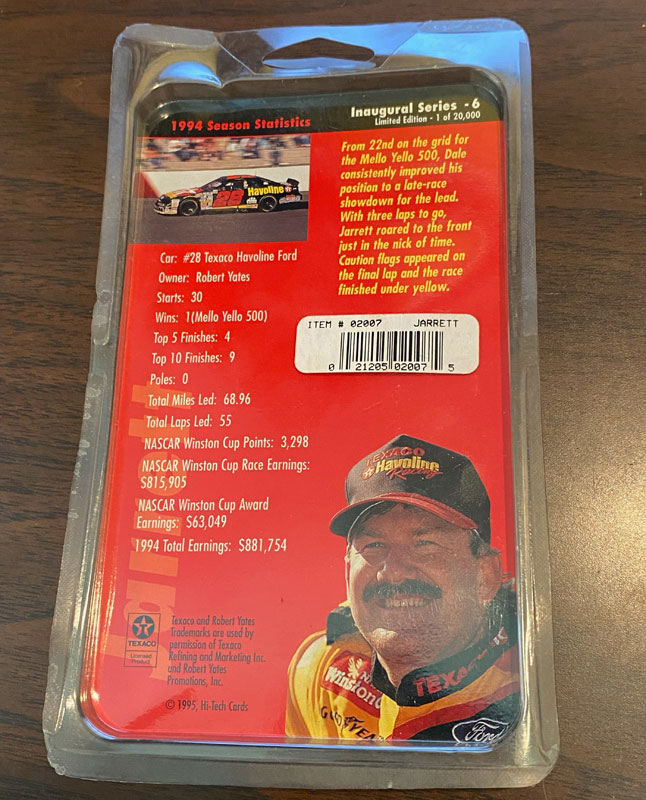 Inaugural Series - 6
Limited Edition - 1 of 20,000
1994 Season Statistics
Havoline
28
From 22nd on the grid for
the Mello Yello 500, Dale
consistently improved his
position to a late-race
showdown for the lead.
With three laps to go,
Jarrett roared to the front
just in the nick of time.
Caution flags appeared on
the final lap and the race
finished under yellow.
Car: #28 Texaco Havoline Ford
Owner: Robert Yates
Starts: 30
Wins: 1(Mello Yello 500)
Top 5 Finishes: 4
Top 10 Finishes: 9
Poles: 0
Total Miles Led: 68.96
Total Laps Led: 55
NASCAR Winston Cup Points: 3,298
NASCAR Winston Cup Race Earnings:
$815,905
NASCAR Winston Cup Award
Earnings: $63,049
1994 Total Earnings: $881,754
ITEM # 02007 JARRETT
0 21205 02007 5
Jarrett
TEXACO
Havoline
Racing
Winston
GOODYEAR
TEXACO
Ford
TEXACO
Licensed
Product
Texaco and Robert Yates
Trademarks are used by
permission of Texaco
Refining and Marketing Inc.
and Robert Yates
Promotions, Inc.
© 1995, Hi-Tech Cards